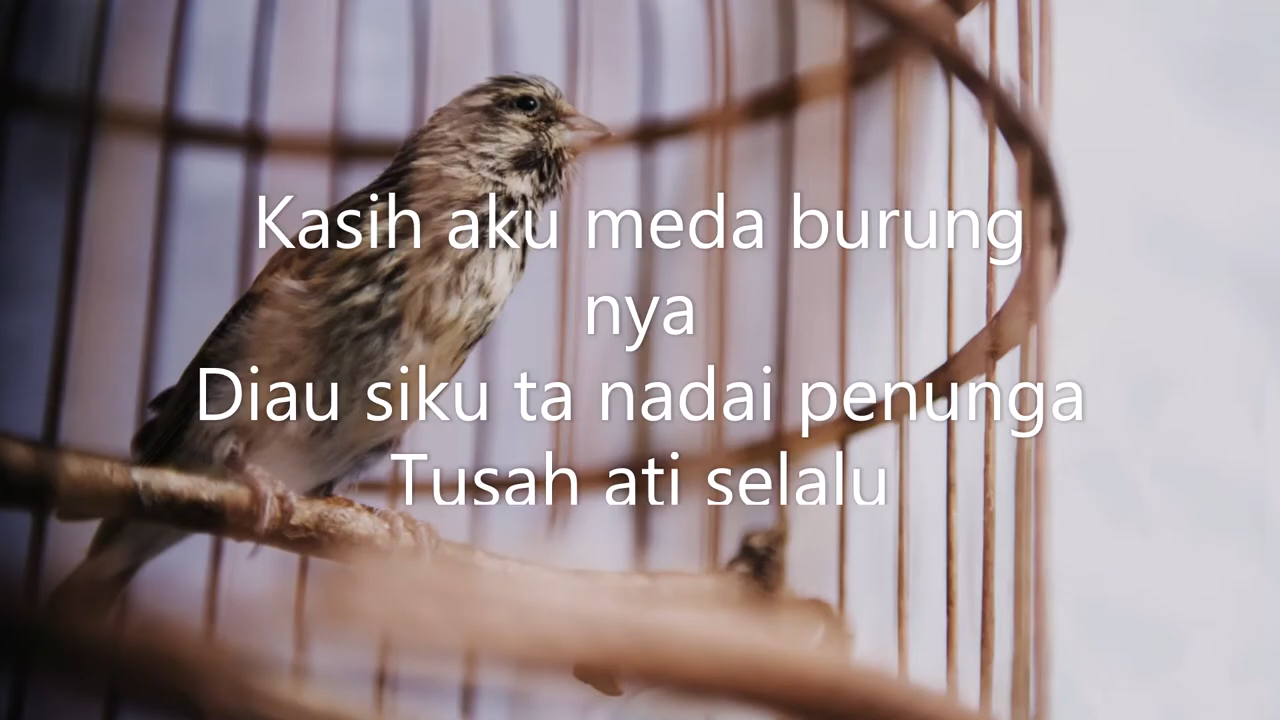 Kasih aku meda burung
nya
Diau siku ta nadai penunga
Tusah ati selalu